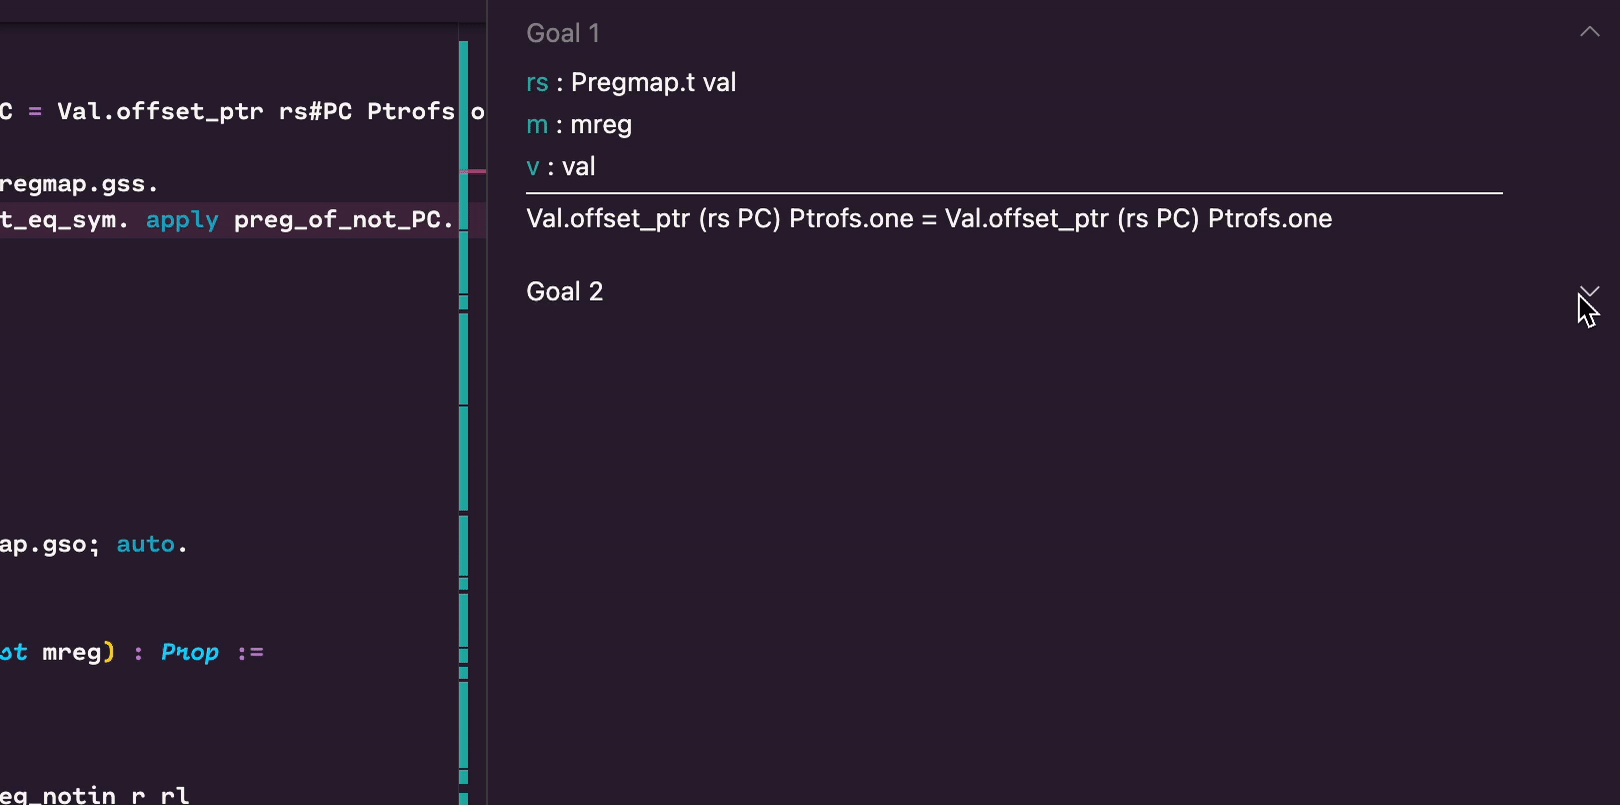 C = Val.offset_ptr rs#PC Ptrofs.o
regmap.gss.
t_eq_sym. apply preg_of_not_PC.
ap.gso; auto.
st mreg) : Prop :=
eg_notin r rl
Goal 1
rs : Pregmap.t val
m : mreg
v : val
Val.offset_ptr (rs PC) Ptrofs.one = Val.offset_ptr (rs PC) Ptrofs.one
Goal 2